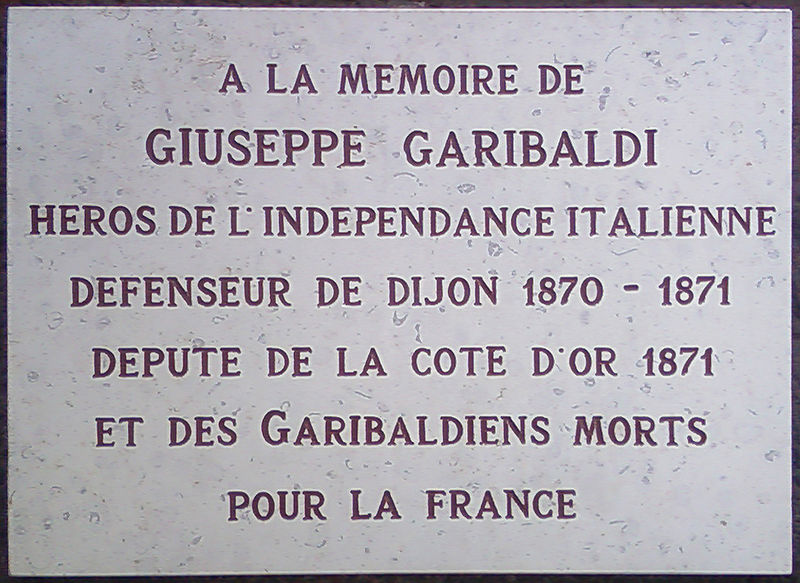 A LA MEMOIRE DE
GIUSEPPE GARIBALDI
HEROS DE L'INDEPENDANCE ITALIENNE
DEFENSEUR DE DIJON 1870 - 1871
DEPUTE DE LA COTE D'OR 1871
ET DES GARIBALDIENS MORTS
POUR LA FRANCE